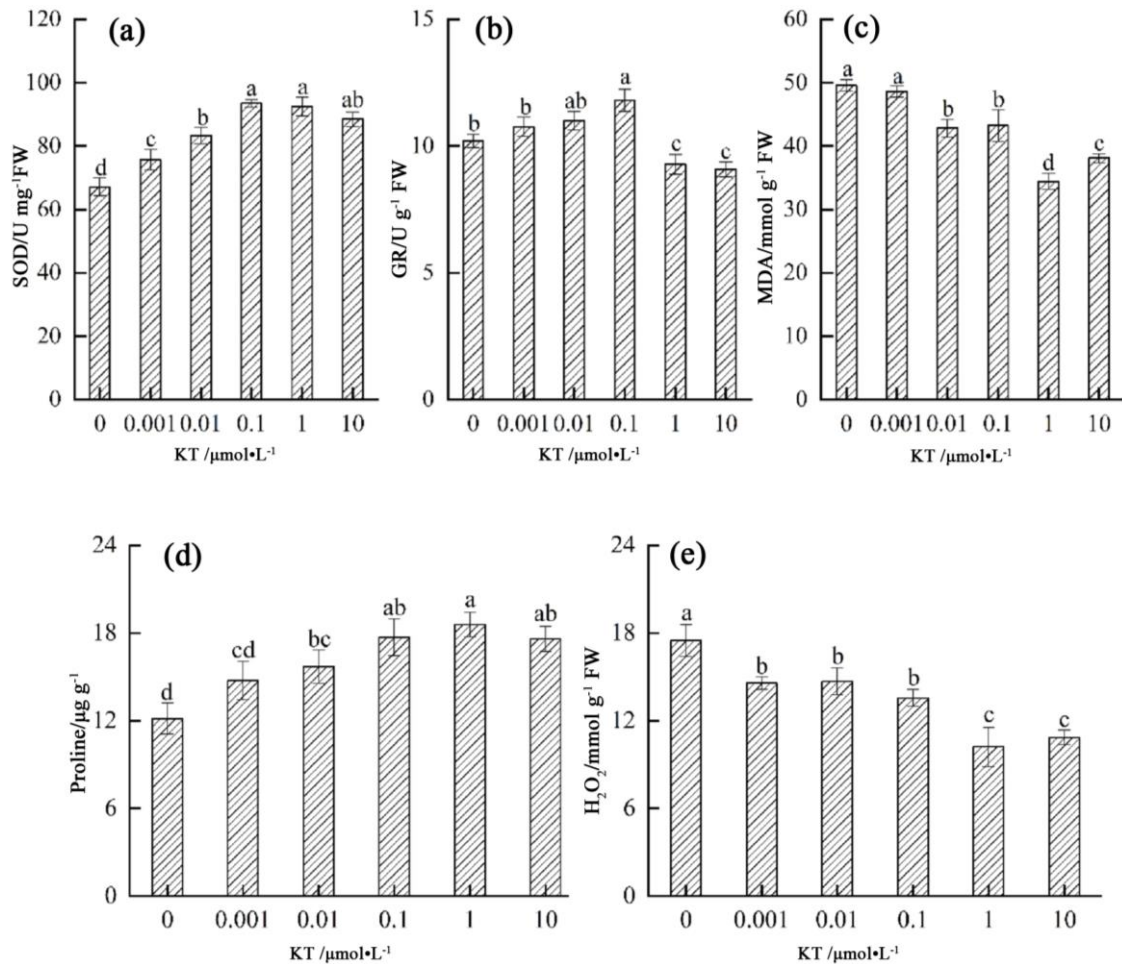 (a)
120
100
80
60
40
20
0
SOD/U mg⁻¹FW
d
c
b
a
a
ab
0 0.001 0.01 0.1 1 10
KT /μmol•L⁻¹
(b)
15
10
5
0
GR/U g⁻¹ FW
b
b
ab
a
c
c
0 0.001 0.01 0.1 1 10
KT /μmol•L⁻¹
(c)
60
50
40
30
20
10
0
MDA/mmol g⁻¹ FW
a
a
b
b
d
c
0 0.001 0.01 0.1 1 10
KT /μmol•L⁻¹
(d)
24
18
12
6
0
Proline/μg g⁻¹
d
cd
bc
ab
a
ab
0 0.001 0.01 0.1 1 10
KT /μmol•L⁻¹
(e)
24
18
12
6
0
H₂O₂/mmol g⁻¹ FW
a
b
b
b
c
c
0 0.001 0.01 0.1 1 10
KT /μmol•L⁻¹